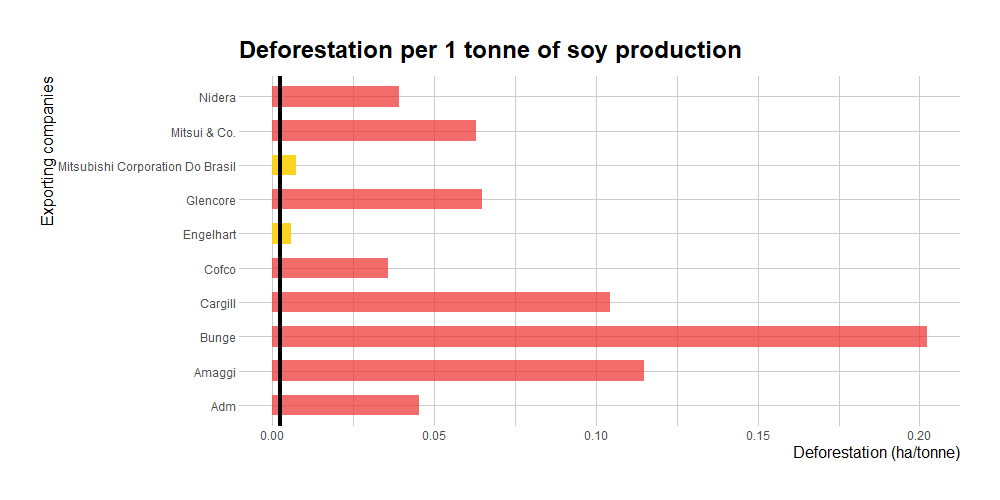 Deforestation per 1 tonne of soy production
Exporting companies
Nidera
Mitsui & Co.
Mitsubishi Corporation Do Brasil
Glencore
Engelhart
Cofco
Cargill
Bunge
Amaggi
Adm
0.00 0.05 0.10 0.15 0.20
Deforestation (ha/tonne)